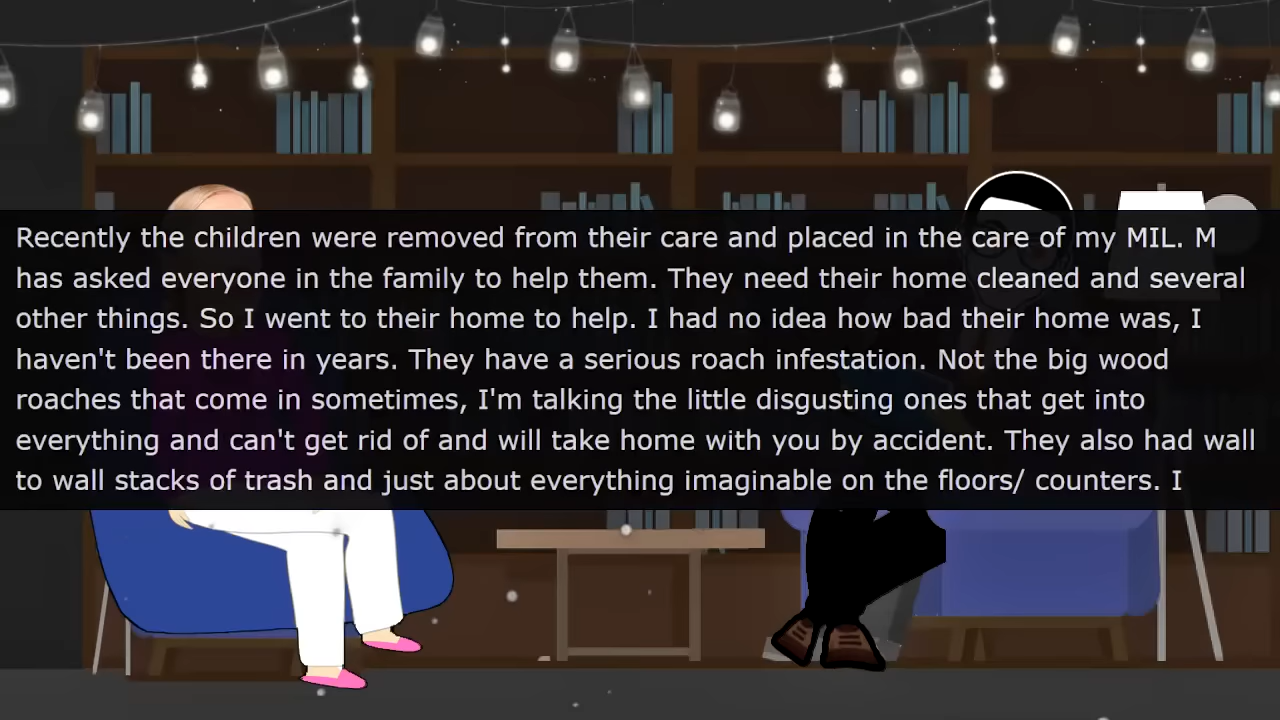 Recently the children were removed from their care and placed in the care of my MIL. M
has asked everyone in the family to help them. They need their home cleaned and several
other things. So I went to their home to help. I had no idea how bad their home was, I
haven't been there in years. They have a serious roach infestation. Not the big wood
roaches that come in sometimes, I'm talking the little disgusting ones that get into
everything and can't get rid of and will take home with you by accident. They also had wall
to wall stacks of trash and just about everything imaginable on the floors/ counters. I